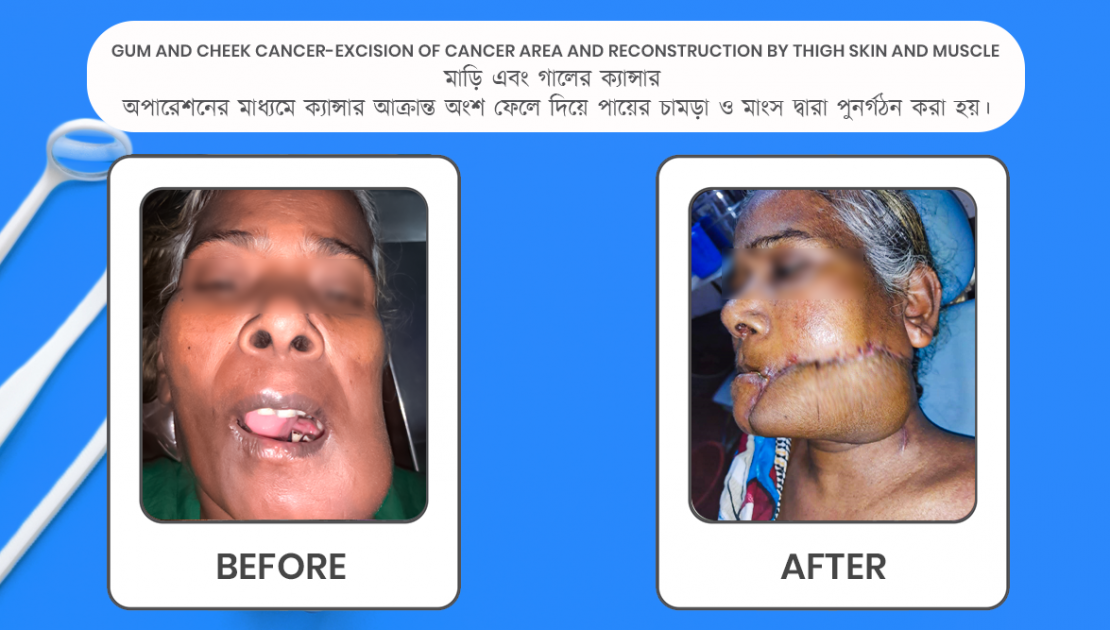 GUM AND CHEEK CANCER-EXCISION OF CANCER AREA AND RECONSTRUCTION BY THIGH SKIN AND MUSCLE
মাড়ি এবং গালের ক্যান্সার
অপারেশনের মাধ্যমে ক্যান্সার আক্রান্ত অংশ ফেলে দিয়ে পায়ের চামড়া ও মাংস দ্বারা পুনর্গঠন করা হয়।
BEFORE
AFTER